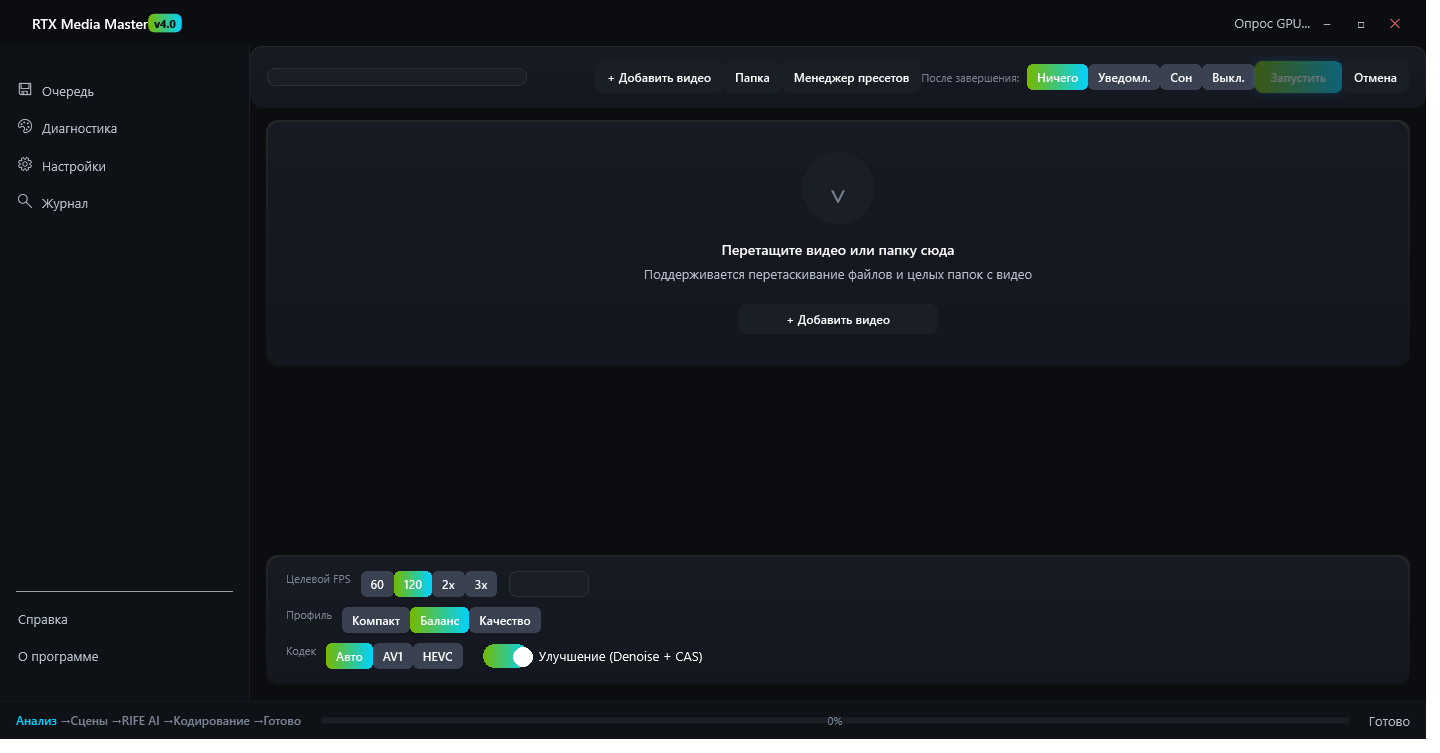 RTX Media Master v4.0 Опрос GPU...
Очередь
Диагностика
Настройки
Журнал
+ Добавить видео Папка Менеджер пресетов После завершения: Ничего Уведомл. Сон Выкл. Запустить Отмена
Перетащите видео или папку сюда
Поддерживается перетаскивание файлов и целых папок с видео
+ Добавить видео
Целевой FPS 60 120 2x 3x
Профиль Компакт Баланс Качество
Кодек Авто AV1 HEVC Улучшение (Denoise + CAS)
Справка
О программе
Анализ →Сцены →RIFE AI →Кодирование →Готово 0% Готово